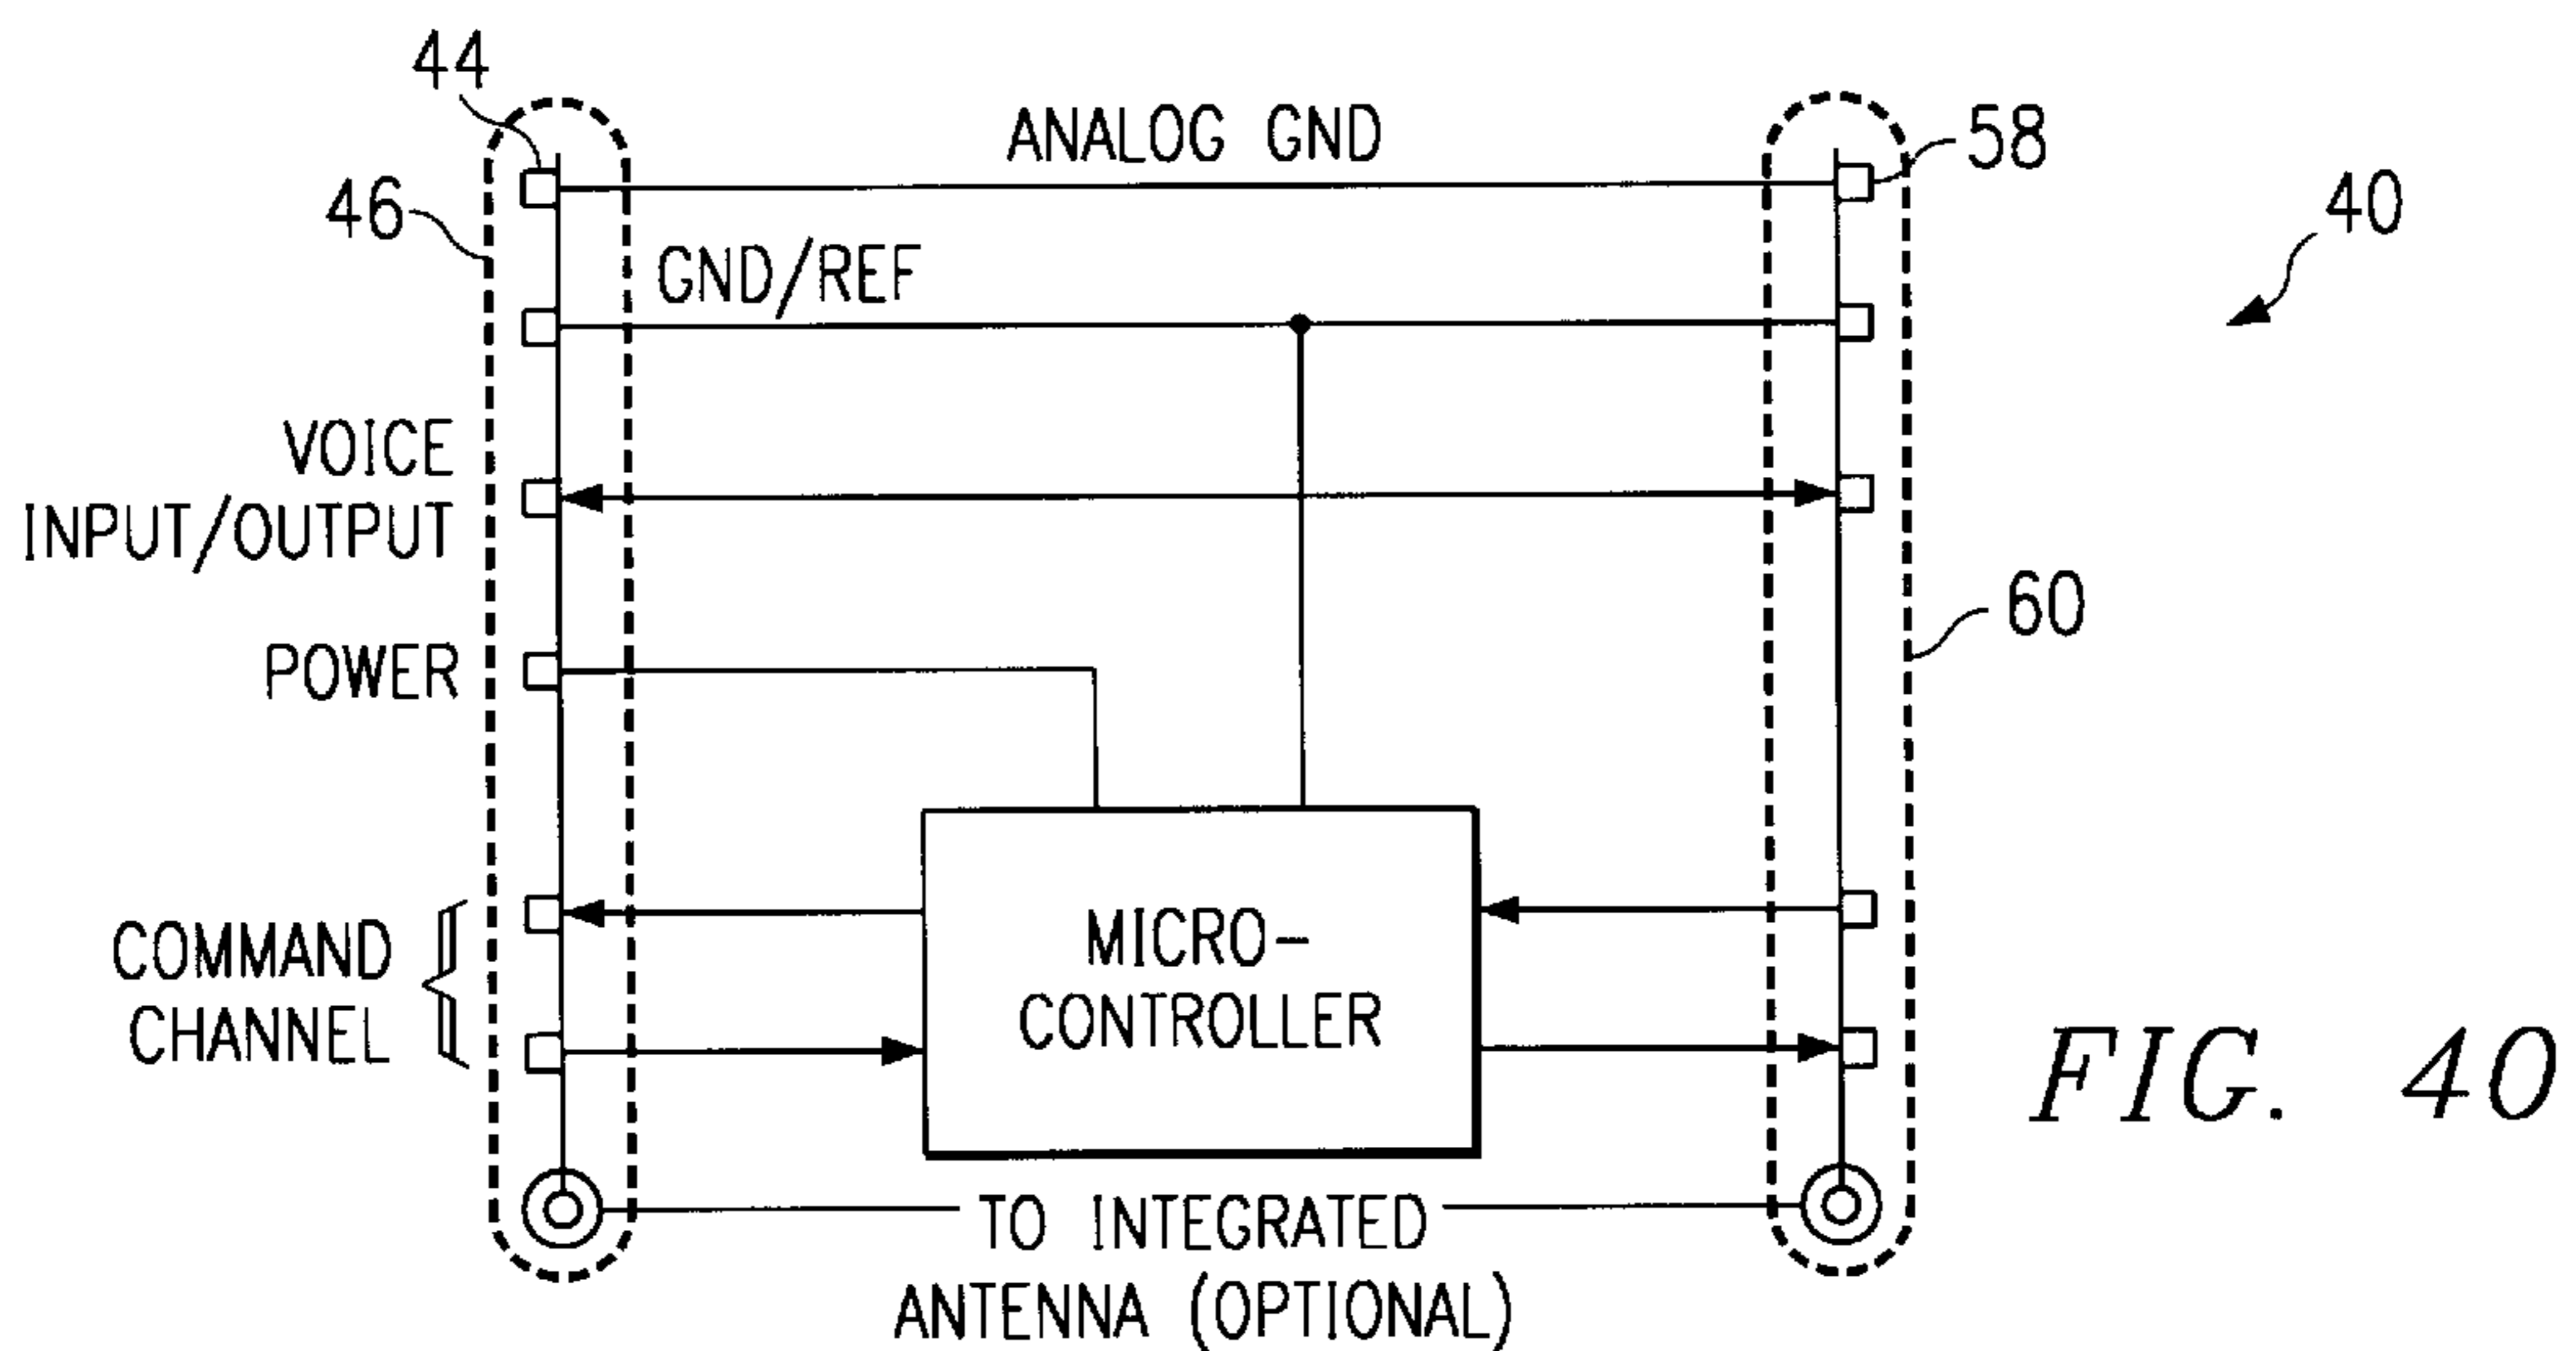 44
ANALOG GND
58
46
40
GND/REF
VOICE
INPUT/OUTPUT
60
POWER
MICRO-
CONTROLLER
COMMAND
CHANNEL
FIG. 40
TO INTEGRATED
ANTENNA (OPTIONAL)